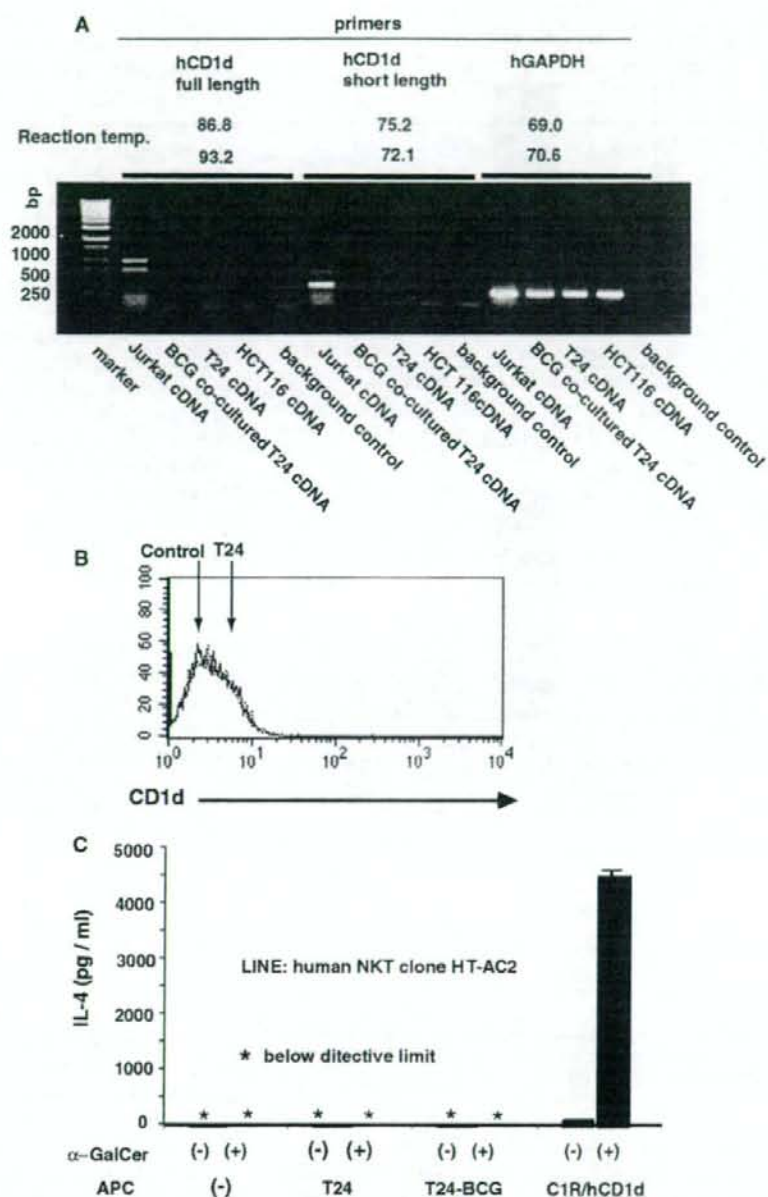 A
primers
hCD1d full length
hCD1d short length
hGAPDH
Reaction temp.
86.8
75.2
69.0
93.2
72.1
70.6
bp
2000
1000
500
250
marker
Jurkat cDNA
BCG co-cultured T24 cDNA
T24 cDNA
HCT116 cDNA
background control
Jurkat cDNA
BCG co-cultured T24 cDNA
T24 cDNA
HCT 116cDNA
background control
Jurkat cDNA
BCG co-cultured T24 cDNA
T24 cDNA
HCT116 cDNA
background control
B
Control T24
100
80
60
40
20
0
10⁰ 10¹ 10² 10³ 10⁴
CD1d
C
IL-4 (pg / ml)
5000
4000
3000
2000
1000
0
LINE: human NKT clone HT-AC2
* below ditective limit
* * * * * *
α-GalCer (-) (+) (-) (+) (-) (+) (-) (+)
APC (-) T24 T24-BCG C1R/hCD1d